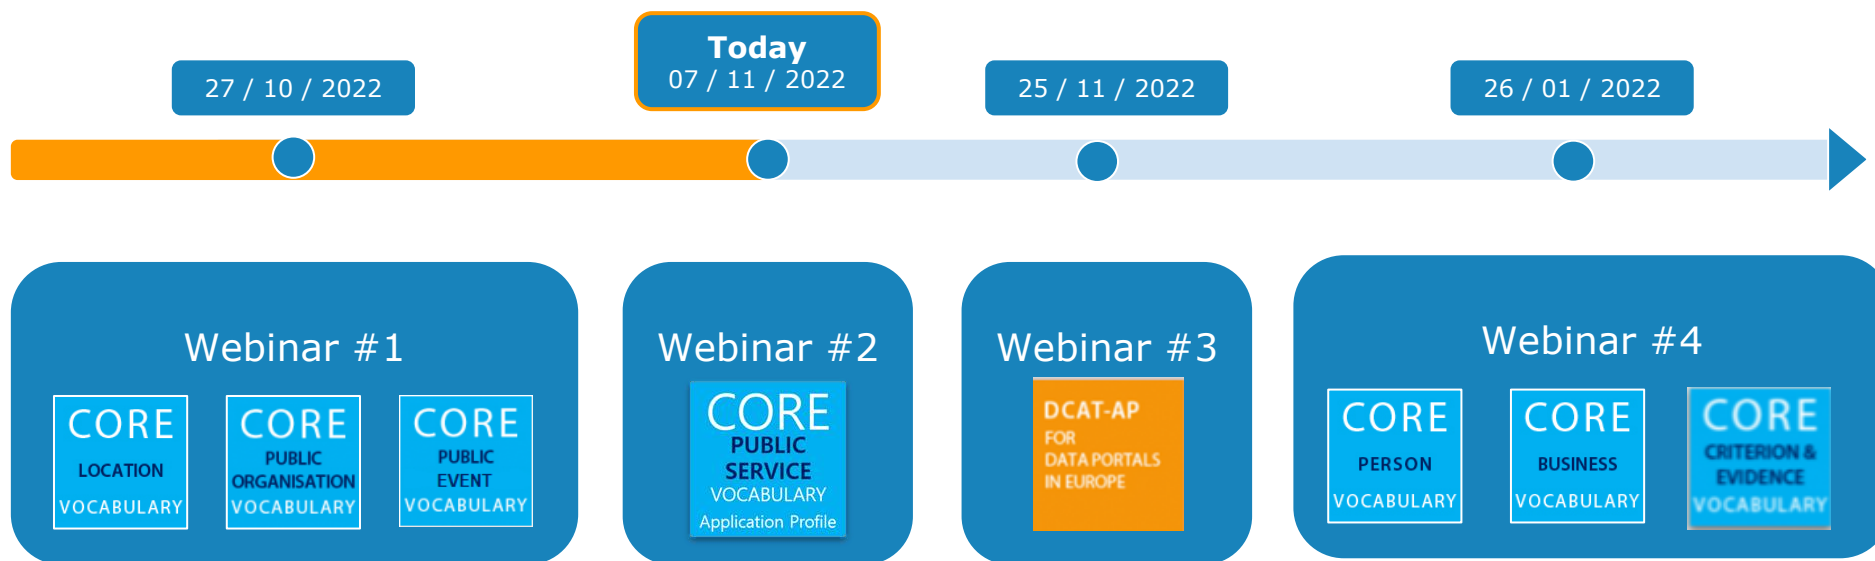 27 / 10 / 2022
Today
07 / 11 / 2022
25 / 11 / 2022
26 / 01 / 2022
Webinar #1
CORE
LOCATION
VOCABULARY
CORE
PUBLIC
ORGANISATION
VOCABULARY
CORE
PUBLIC
EVENT
VOCABULARY
Webinar #2
CORE
PUBLIC
SERVICE
VOCABULARY
Application Profile
Webinar #3
DCAT-AP
FOR
DATA PORTALS
IN EUROPE
Webinar #4
CORE
PERSON
VOCABULARY
CORE
BUSINESS
VOCABULARY
CORE
CRITERION &
EVIDENCE
VOCABULARY